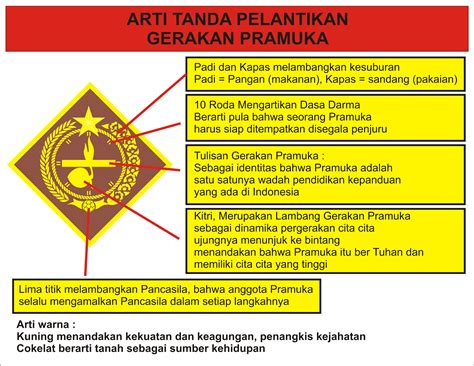 ARTI TANDA PELANTIKAN
GERAKAN PRAMUKA
Padi dan Kapas melambangkan kesuburan
Padi = Pangan (makanan), Kapas = sandang (pakaian)
10 Roda Mengartikan Dasa Darma
Berarti pula bahwa seorang Pramuka
harus siap ditempatkan disegala penjuru
Tulisan Gerakan Pramuka :
Sebagai identitas bahwa Pramuka adalah
satu satunya wadah pendidikan kepanduan
yang ada di Indonesia
Kitri, Merupakan Lambang Gerakan Pramuka
sebagai dinamika pergerakan cita cita
ujungnya menunjuk ke bintang
menandakan bahwa Pramuka itu ber Tuhan dan
memiliki cita cita yang tinggi
Lima titik melambangkan Pancasila, bahwa anggota Pramuka
selalu mengamalkan Pancasila dalam setiap langkahnya
Arti warna :
Kuning menandakan kekuatan dan keagungan, penangkis kejahatan
Cokelat berarti tanah sebagai sumber kehidupan